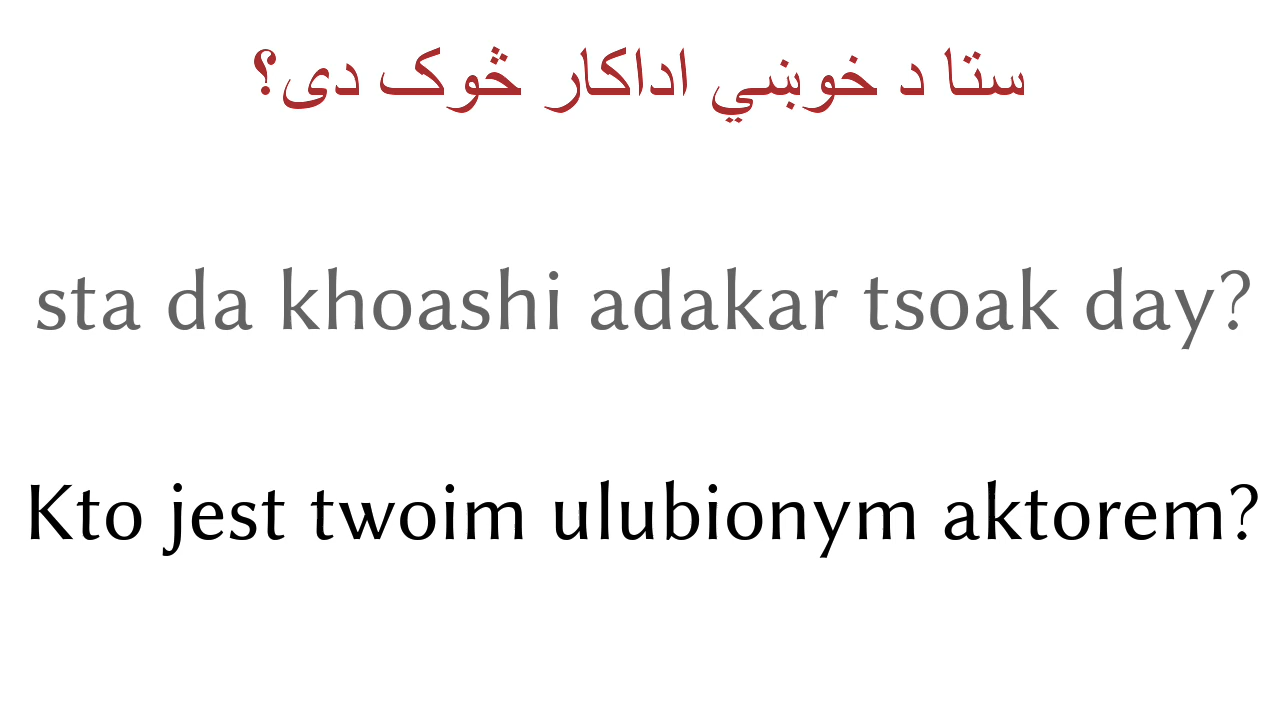 ستا د خوښي اداکار څوک دی؟
sta da khoashi adakar tsoak day?
Kto jest twoim ulubionym aktorem?